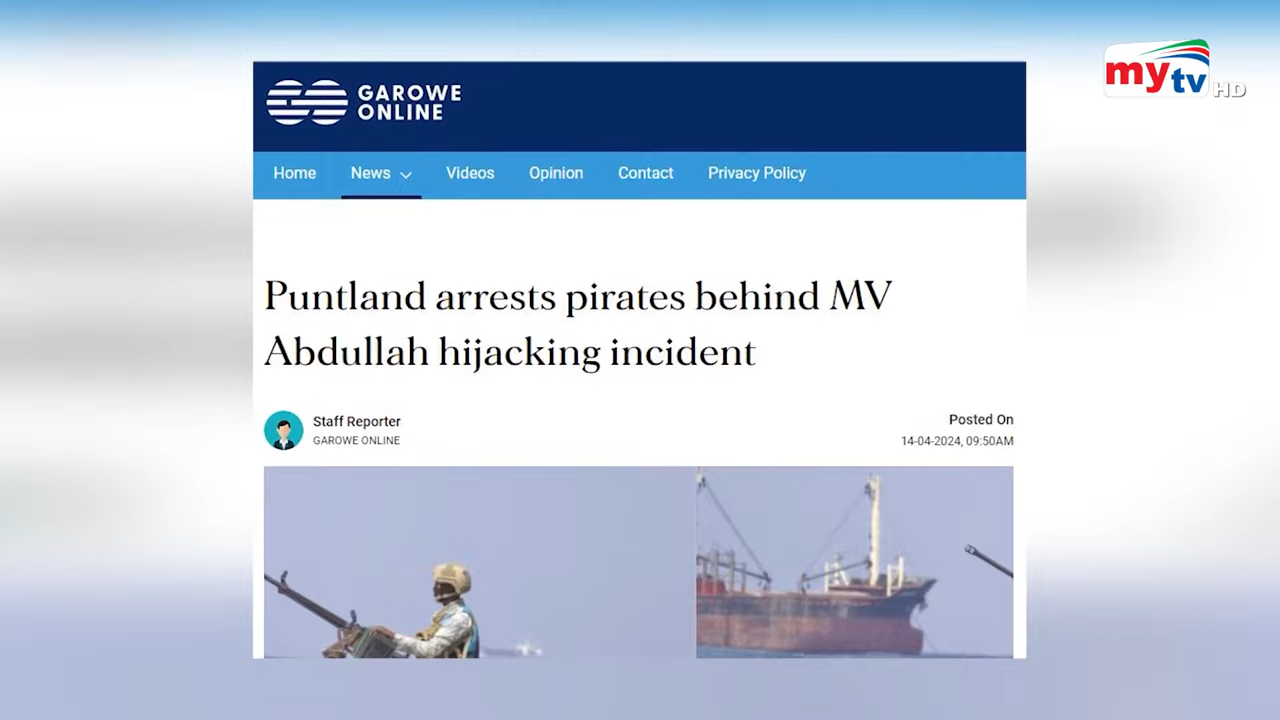 mytv HD
GAROWE
ONLINE
Home News Videos Opinion Contact Privacy Policy
Puntland arrests pirates behind MV
Abdullah hijacking incident
Staff Reporter
GAROWE ONLINE
Posted On
14-04-2024, 09:50AM